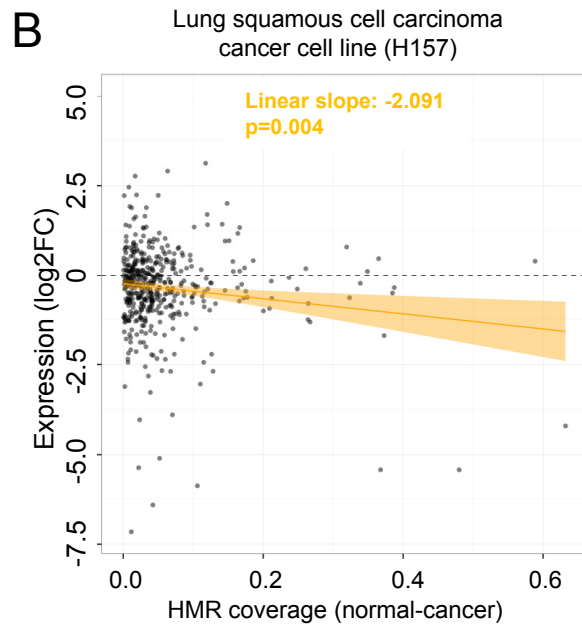 B
Lung squamous cell carcinoma
cancer cell line (H157)
Linear slope: -2.091
p=0.004
Expression (log2FC)
5.0
2.5
0
-2.5
-5.0
-7.5
0.0 0.2 0.4 0.6
HMR coverage (normal-cancer)